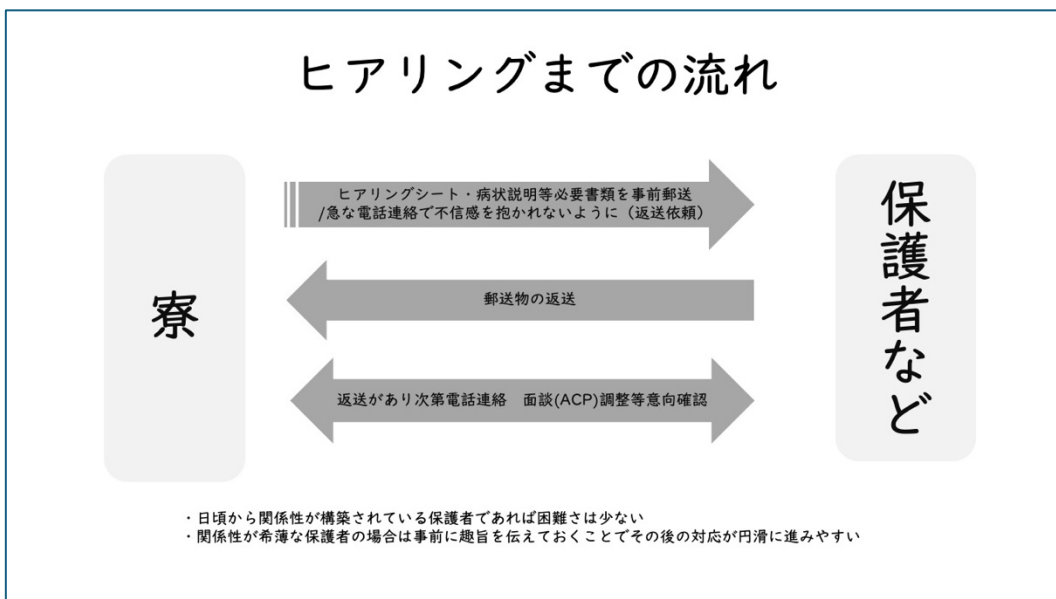 ヒアリングまでの流れ
寮
ヒアリングシート・病状説明等必要書類を事前郵送
/急な電話連絡で不信感を抱かれないように（返送依頼）
郵送物の返送
返送があり次第電話連絡　面談(ACP)調整等意向確認
保護者など
・日頃から関係性が構築されている保護者であれば困難さは少ない
・関係性が希薄な保護者の場合は事前に趣旨を伝えておくことでその後の対応が円滑に進みやすい